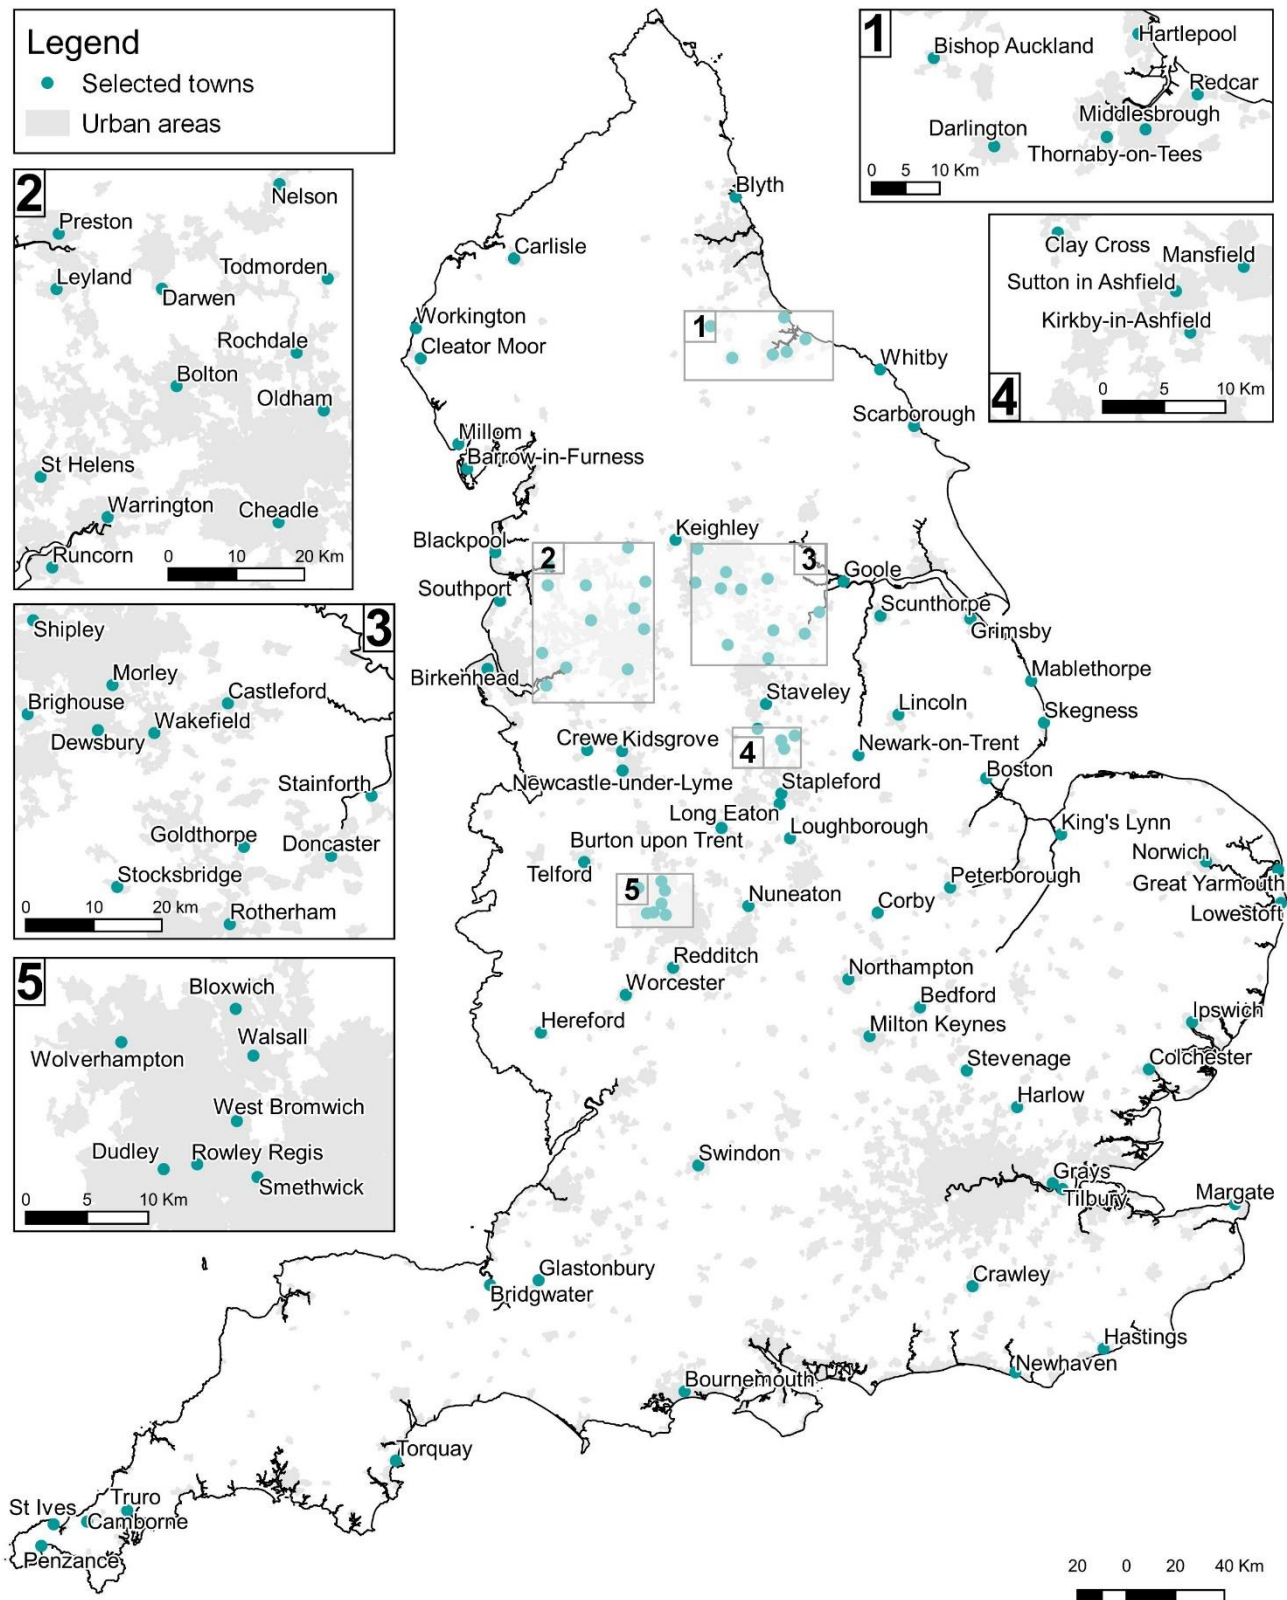 Legend
Selected towns
Urban areas
1
Bishop Auckland
Hartlepool
Redcar
Middlesbrough
Darlington
Thornaby-on-Tees
0 5 10 Km
2
Nelson
Preston
Leyland
Todmorden
Darwen
Rochdale
Bolton
Oldham
St Helens
Warrington
Cheadle
Runcorn
0 10 20 Km
4
Clay Cross
Mansfield
Sutton in Ashfield
Kirkby-in-Ashfield
0 5 10 Km
3
Shipley
Morley
Castleford
Brighouse
Wakefield
Dewsbury
Stainforth
Goldthorpe
Doncaster
Stocksbridge
Rotherham
0 10 20 km
5
Bloxwich
Walsall
Wolverhampton
West Bromwich
Dudley
Rowley Regis
Smethwick
0 5 10 Km
Blyth
Carlisle
Workington
1
Cleator Moor
Whitby
Scarborough
Millom
Barrow-in-Furness
Keighley
Blackpool
2
3
Goole
Southport
Scunthorpe
Grimsby
Birkenhead
Mablethorpe
Staveley
Lincoln
Skegness
Crewe
Kidsgrove
4
Newark-on-Trent
Newcastle-under-Lyme
Stapleford
Boston
Long Eaton
Loughborough
King's Lynn
Burton upon Trent
Norwich
Telford
Peterborough
Great Yarmouth
5
Nuneaton
Corby
Lowestoft
Redditch
Northampton
Worcester
Bedford
Hereford
Milton Keynes
Ipswich
Stevenage
Colchester
Harlow
Swindon
Grays
Tilbury
Margate
Glastonbury
Bridgwater
Crawley
Hastings
Newhaven
Bournemouth
Torquay
St Ives
Truro
Camborne
Penzance
20 0 20 40 Km